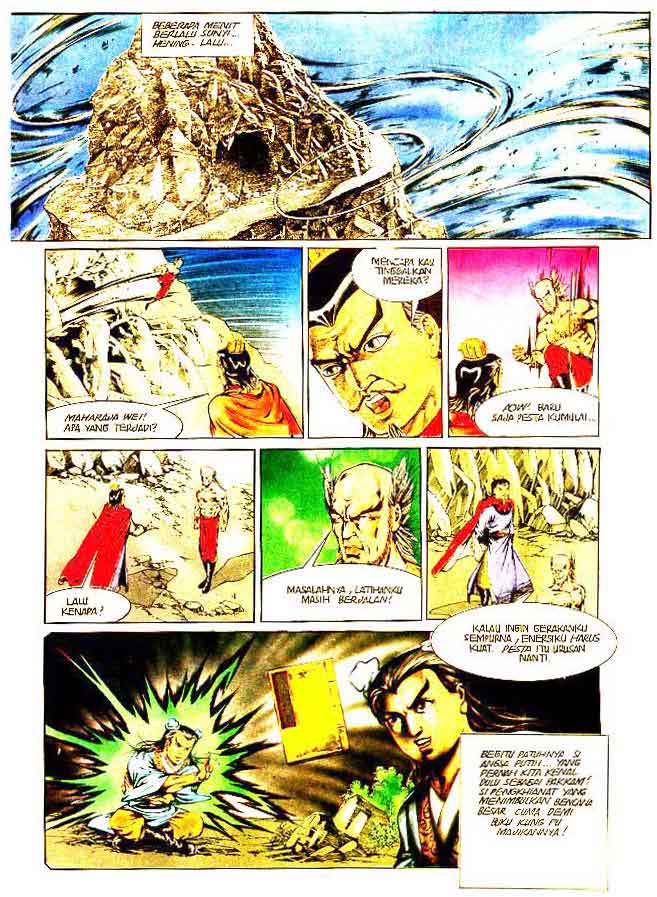 BEBERAPA MENIT
BERLALU SUNYI...
HENING. LALU...
MENGAPA KAU
TINGGALKAN
MEREKA?
MAHARAJA WEI!
APA YANG TERJADI?
AOW! BARU
SAJA PESTA KUMULAI...
LALU
KENAPA?
MASALAHNYA, LATIHANKU
MASIH BERJALAN!
KALAU INGIN GERAKANKU
SEMPURNA, ENERSIKU HARUS
KUAT. PESTA ITU URUSAN
NANTI.
BEGITU PATUHNYA SI
ANGSA PUTIH... YANG
PERNAH KITA KENAL
DULU SEBAGAI PAKKAM!
SI PENGKHIANAT YANG
MENIMBULKAN BENCANA
BESAR CUMA DEMI
BUKU KUNG FU
MAJIKANNYA!